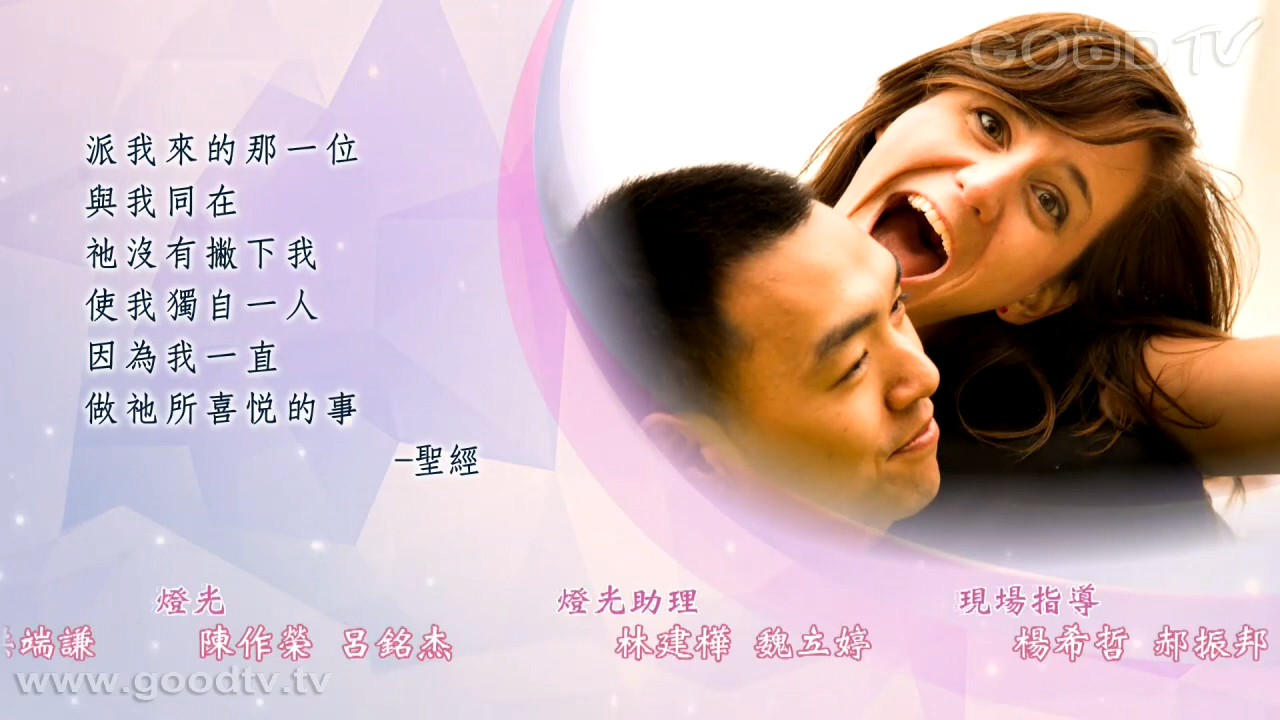 GOOD TV
派我來的那一位
與我同在
祂沒有撇下我
使我獨自一人
因為我一直
做祂所喜悅的事
–聖經
燈光 燈光助理 現場指導
端謙 陳作榮 呂銘杰 林建樺 魏立婷 楊希哲 郝振邦
www.goodtv.tv